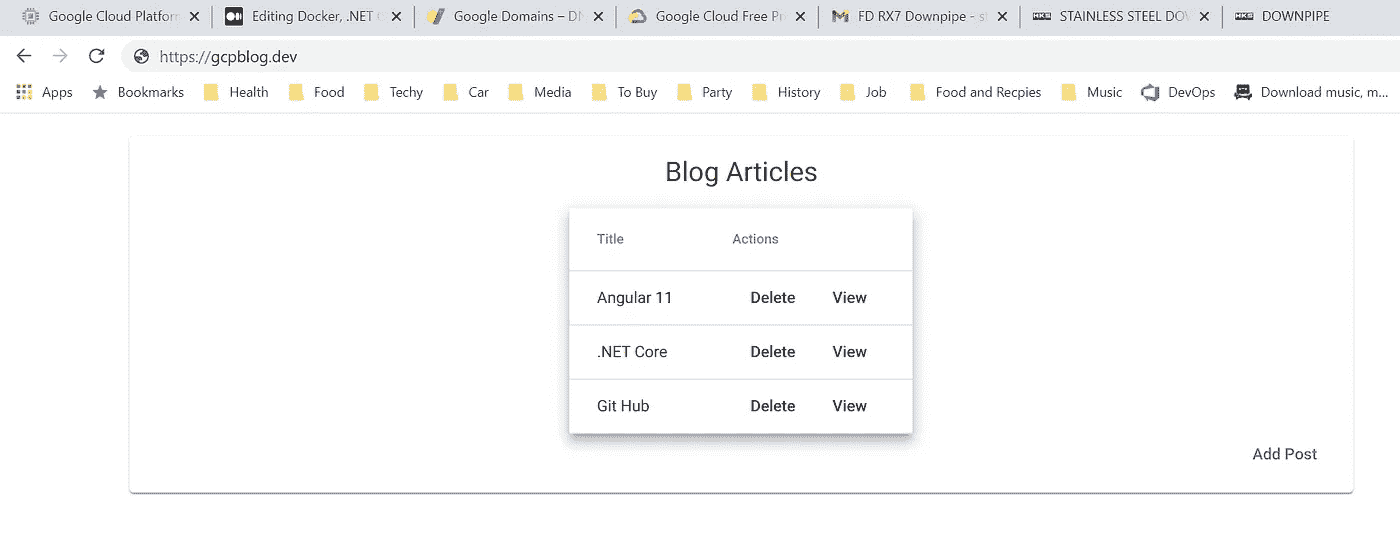 Google Cloud Platform Editing Docker, .NET Google Domains – DN Google Cloud Free Pr FD RX7 Downpipe - st STAINLESS STEEL DOW DOWNPIPE
https://gcpblog.dev
Apps Bookmarks Health Food Techy Car Media To Buy Party History Job Food and Recpies Music DevOps Download music, m...
Blog Articles
Title Actions
Angular 11 Delete View
.NET Core Delete View
Git Hub Delete View
Add Post